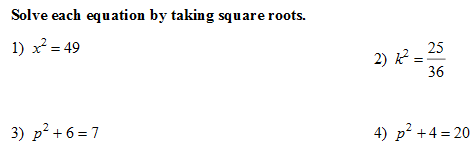 Solve each equation by taking square roots.
1) x² = 49
2) k² = 25/36
3) p² + 6 = 7
4) p² + 4 = 20